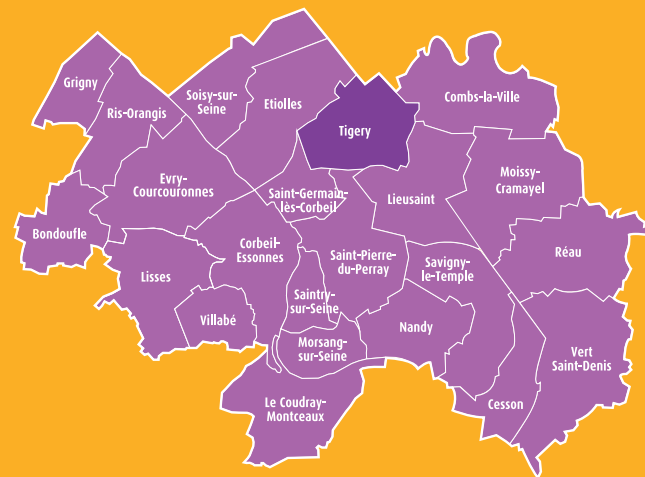 Grigny
Ris-Orangis
Soisy-sur-
Seine
Etiolles
Combs-la-Ville
Tigery
Evry-
Courcouronnes
Saint-Germain-
lès-Corbeil
Lieusaint
Moissy-
Cramayel
Bondoufle
Lisses
Corbeil-
Essonnes
Saint-Pierre-
du-Perray
Savigny-
le-Temple
Réau
Villabé
Saintry-
sur-Seine
Nandy
Morsang-
sur-Seine
Vert
Saint-Denis
Le Coudray-
Montceaux
Cesson